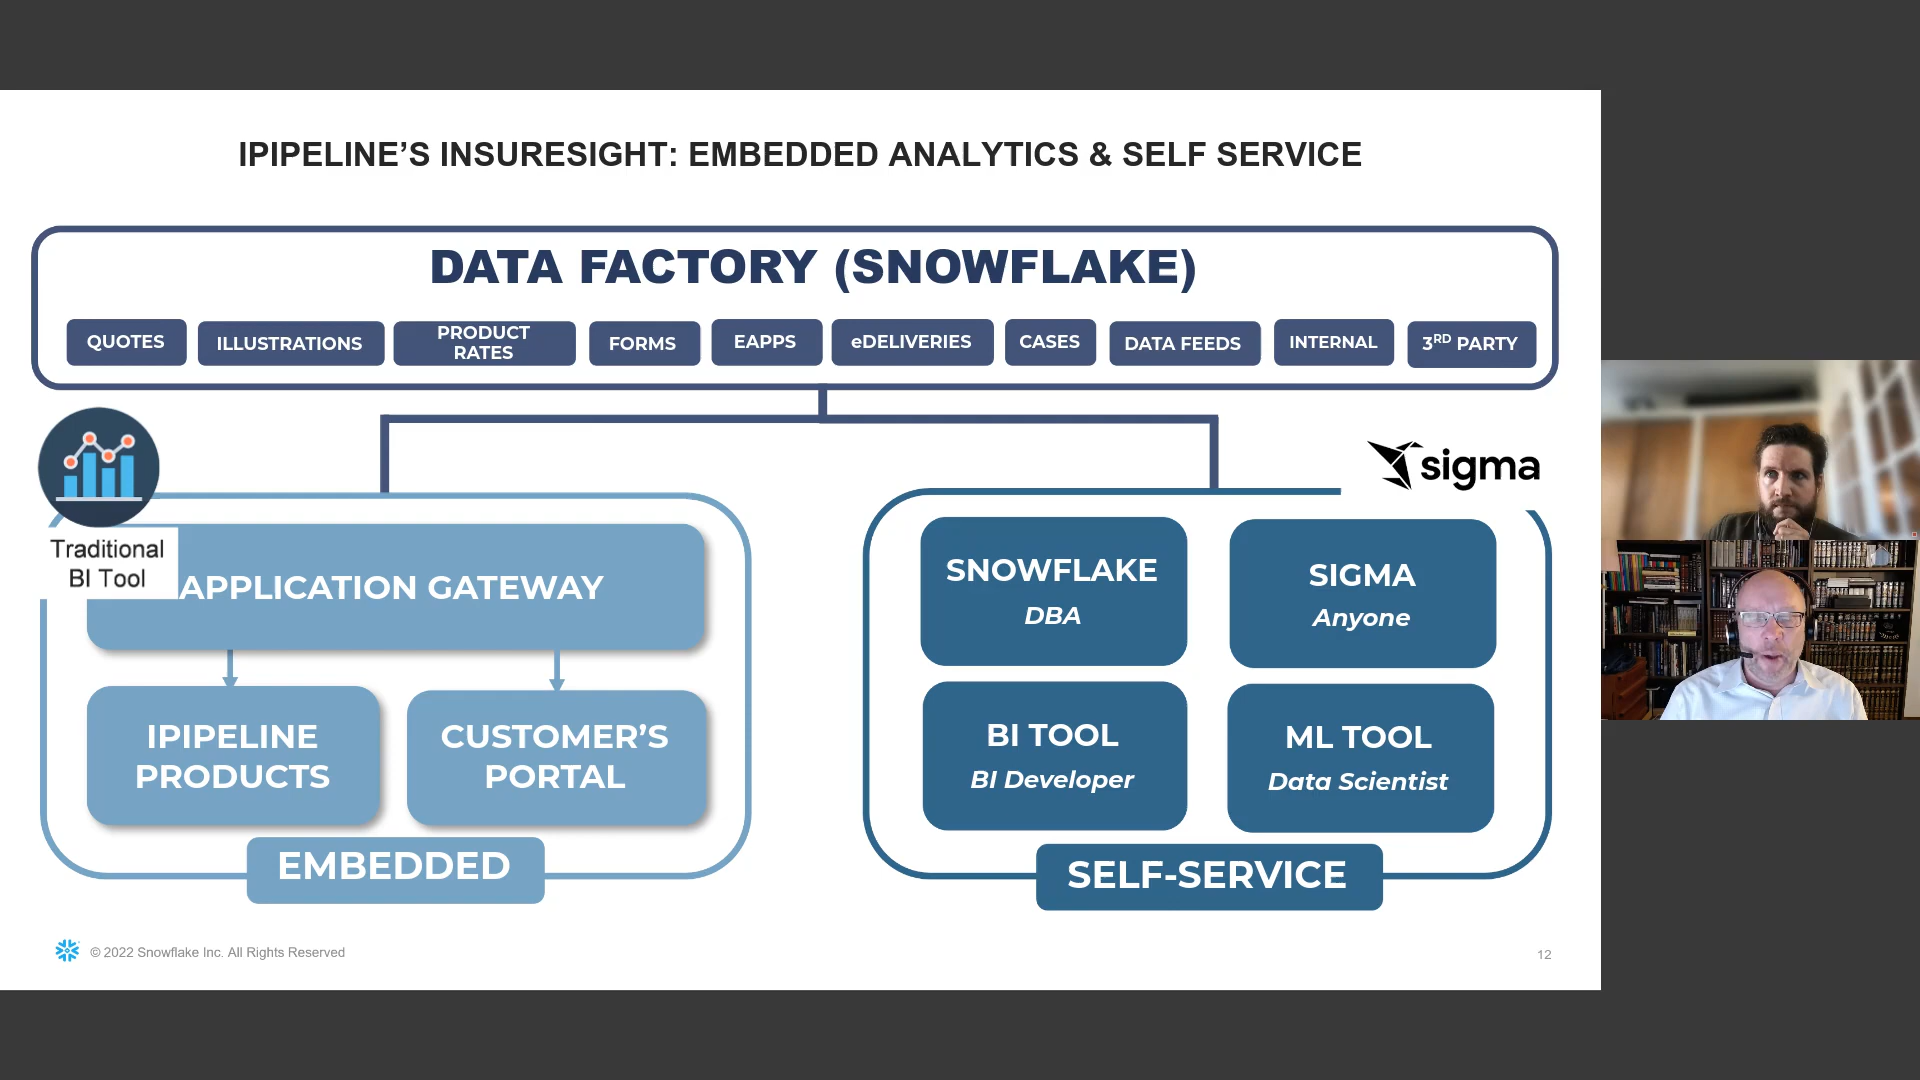 IPIPELINE’S INSURESIGHT: EMBEDDED ANALYTICS & SELF SERVICE
DATA FACTORY (SNOWFLAKE)
QUOTES
ILLUSTRATIONS
PRODUCT
RATES
FORMS
EAPPS
eDELIVERIES
CASES
DATA FEEDS
INTERNAL
3RD PARTY
Traditional
BI Tool
APPLICATION GATEWAY
IPIPELINE
PRODUCTS
CUSTOMER’S
PORTAL
EMBEDDED
sigma
SNOWFLAKE
DBA
SIGMA
Anyone
BI TOOL
BI Developer
ML TOOL
Data Scientist
SELF-SERVICE
© 2022 Snowflake Inc. All Rights Reserved
12